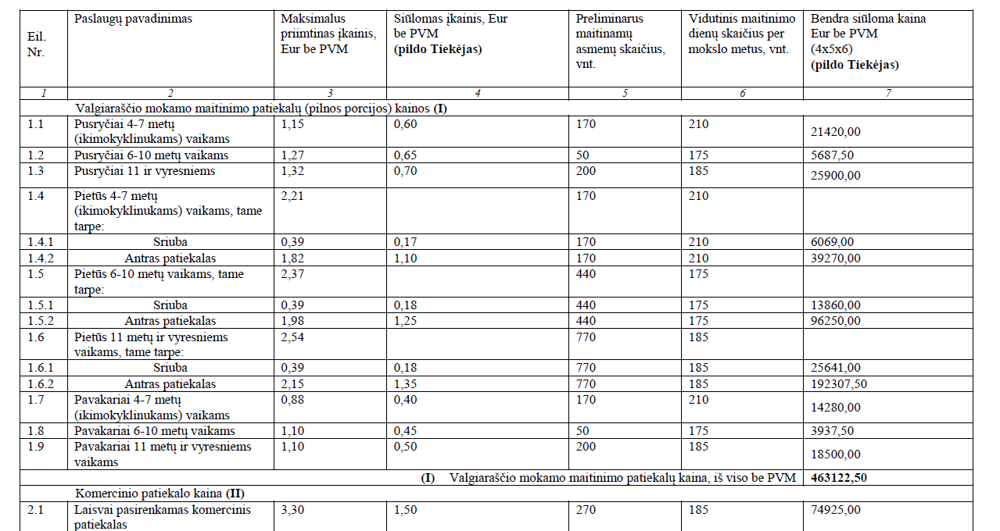 Eil. Nr. | Paslaugų pavadinimas | Maksimalus priimtinas įkainis, Eur be PVM | Siūlomas įkainis, Eur be PVM (pildo Tiekėjas) | Preliminarus maitinamų asmenų skaičius, vnt. | Vidutinis maitinimo dienų skaičius per mokslo metus, vnt. | Bendra siūloma kaina Eur be PVM (4x5x6) (pildo Tiekėjas)
1 | 2 | 3 | 4 | 5 | 6 | 7
Valgiaraščio mokamo maitinimo patiekalų (pilnos porcijos) kainos (I)
1.1 | Pusryčiai 4-7 metų (ikimokyklinukams) vaikams | 1,15 | 0,60 | 170 | 210 | 21420,00
1.2 | Pusryčiai 6-10 metų vaikams | 1,27 | 0,65 | 50 | 175 | 5687,50
1.3 | Pusryčiai 11 ir vyresniems | 1,32 | 0,70 | 200 | 185 | 25900,00
1.4 | Pietūs 4-7 metų (ikimokyklinukams) vaikams, tame tarpe: | 2,21 | | 170 | 210 |
1.4.1 | Sriuba | 0,39 | 0,17 | 170 | 210 | 6069,00
1.4.2 | Antras patiekalas | 1,82 | 1,10 | 170 | 210 | 39270,00
1.5 | Pietūs 6-10 metų vaikams, tame tarpe: | 2,37 | | 440 | 175 |
1.5.1 | Sriuba | 0,39 | 0,18 | 440 | 175 | 13860,00
1.5.2 | Antras patiekalas | 1,98 | 1,25 | 440 | 175 | 96250,00
1.6 | Pietūs 11 metų ir vyresniems vaikams, tame tarpe: | 2,54 | | 770 | 185 |
1.6.1 | Sriuba | 0,39 | 0,18 | 770 | 185 | 25641,00
1.6.2 | Antras patiekalas | 2,15 | 1,35 | 770 | 185 | 192307,50
1.7 | Pavakariai 4-7 metų (ikimokyklinukams) vaikams | 0,88 | 0,40 | 170 | 210 | 14280,00
1.8 | Pavakariai 6-10 metų vaikams | 1,10 | 0,45 | 50 | 175 | 3937,50
1.9 | Pavakariai 11 metų ir vyresniems vaikams | 1,10 | 0,50 | 200 | 185 | 18500,00
(I) Valgiaraščio mokamo maitinimo patiekalų kaina, iš viso be PVM | 463122,50
Komercinio patiekalo kaina (II)
2.1 | Laisvai pasirenkamas komercinis patiekalas | 3,30 | 1,50 | 270 | 185 | 74925,00